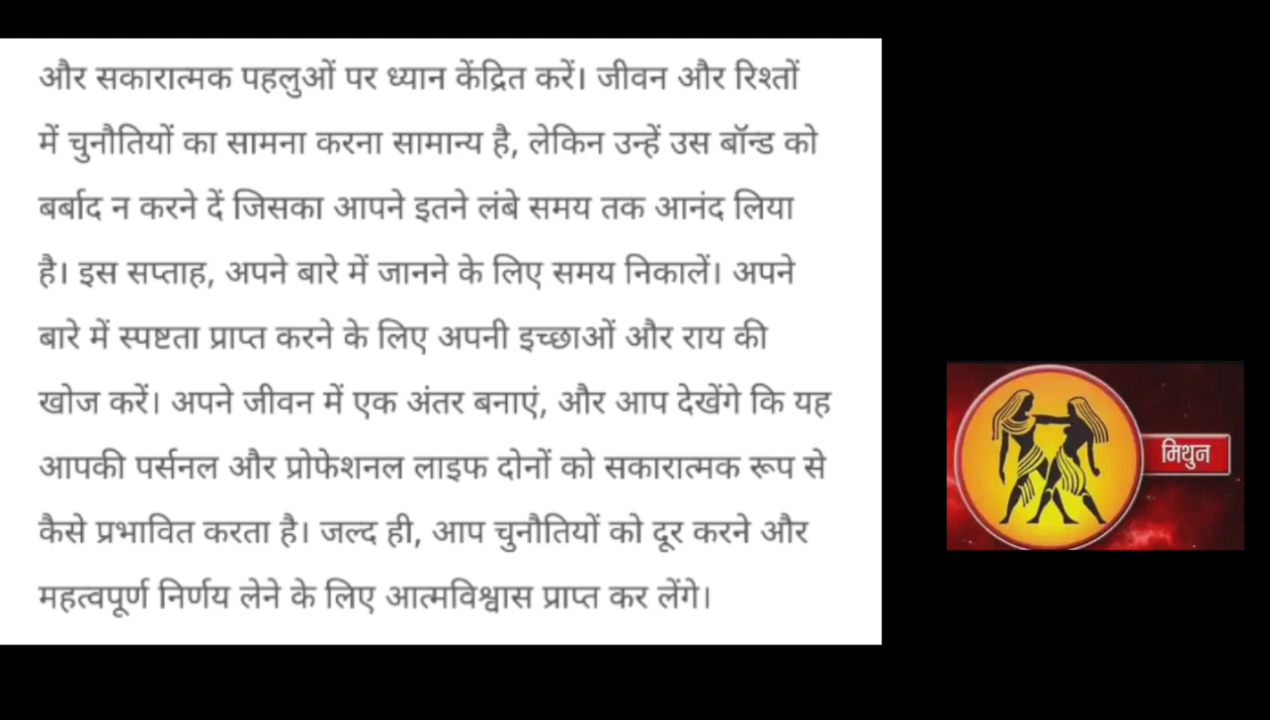 और सकारात्मक पहलुओं पर ध्यान केंद्रित करें। जीवन और रिश्तों
में चुनौतियों का सामना करना सामान्य है, लेकिन उन्हें उस बॉन्ड को
बर्बाद न करने दें जिसका आपने इतने लंबे समय तक आनंद लिया
है। इस सप्ताह, अपने बारे में जानने के लिए समय निकालें। अपने
बारे में स्पष्टता प्राप्त करने के लिए अपनी इच्छाओं और राय की
खोज करें। अपने जीवन में एक अंतर बनाएं, और आप देखेंगे कि यह
आपकी पर्सनल और प्रोफेशनल लाइफ दोनों को सकारात्मक रूप से
कैसे प्रभावित करता है। जल्द ही, आप चुनौतियों को दूर करने और
महत्वपूर्ण निर्णय लेने के लिए आत्मविश्वास प्राप्त कर लेंगे।
मिथुन